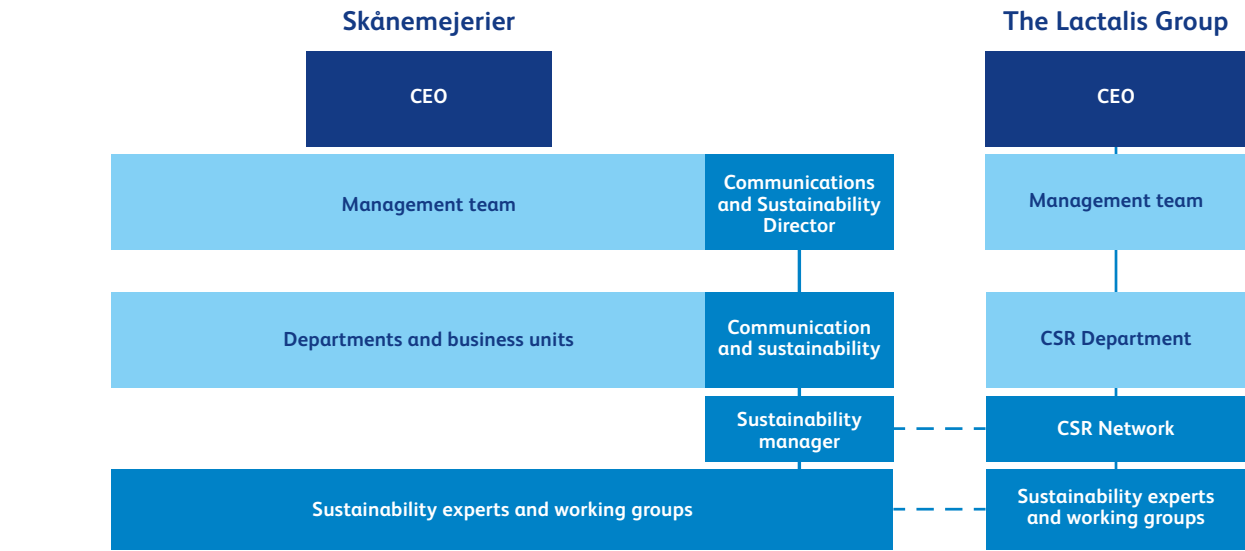 Skånemejerier
The Lactalis Group
CEO
CEO
Management team
Communications
and Sustainability
Director
Management team
Departments and business units
Communication
and sustainability
CSR Department
Sustainability
manager
CSR Network
Sustainability experts and working groups
Sustainability experts
and working groups